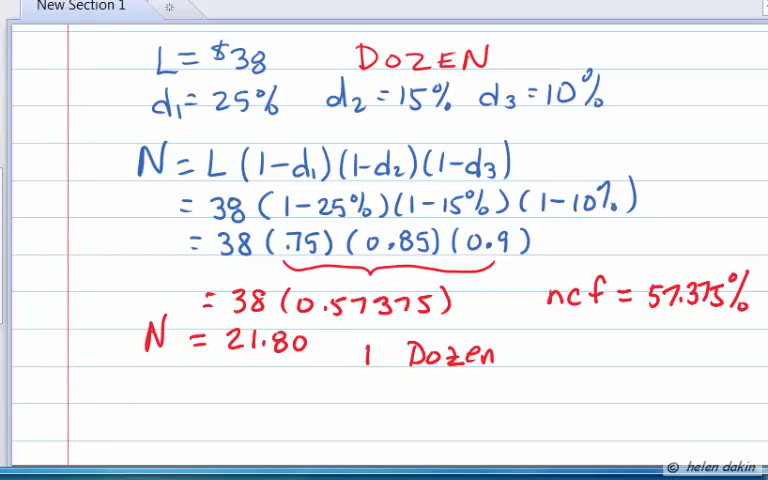 New Section 1
L = $38 DOZEN
d₁ = 25% d₂ = 15% d₃ = 10%
N = L (1-d₁)(1-d₂)(1-d₃)
= 38 (1-25%)(1-15%)(1-10%)
= 38 (.75) (0.85) (0.9)
= 38 (0.57375) ncf = 57.375%
N = 21.80 1 Dozen
© helen dakin